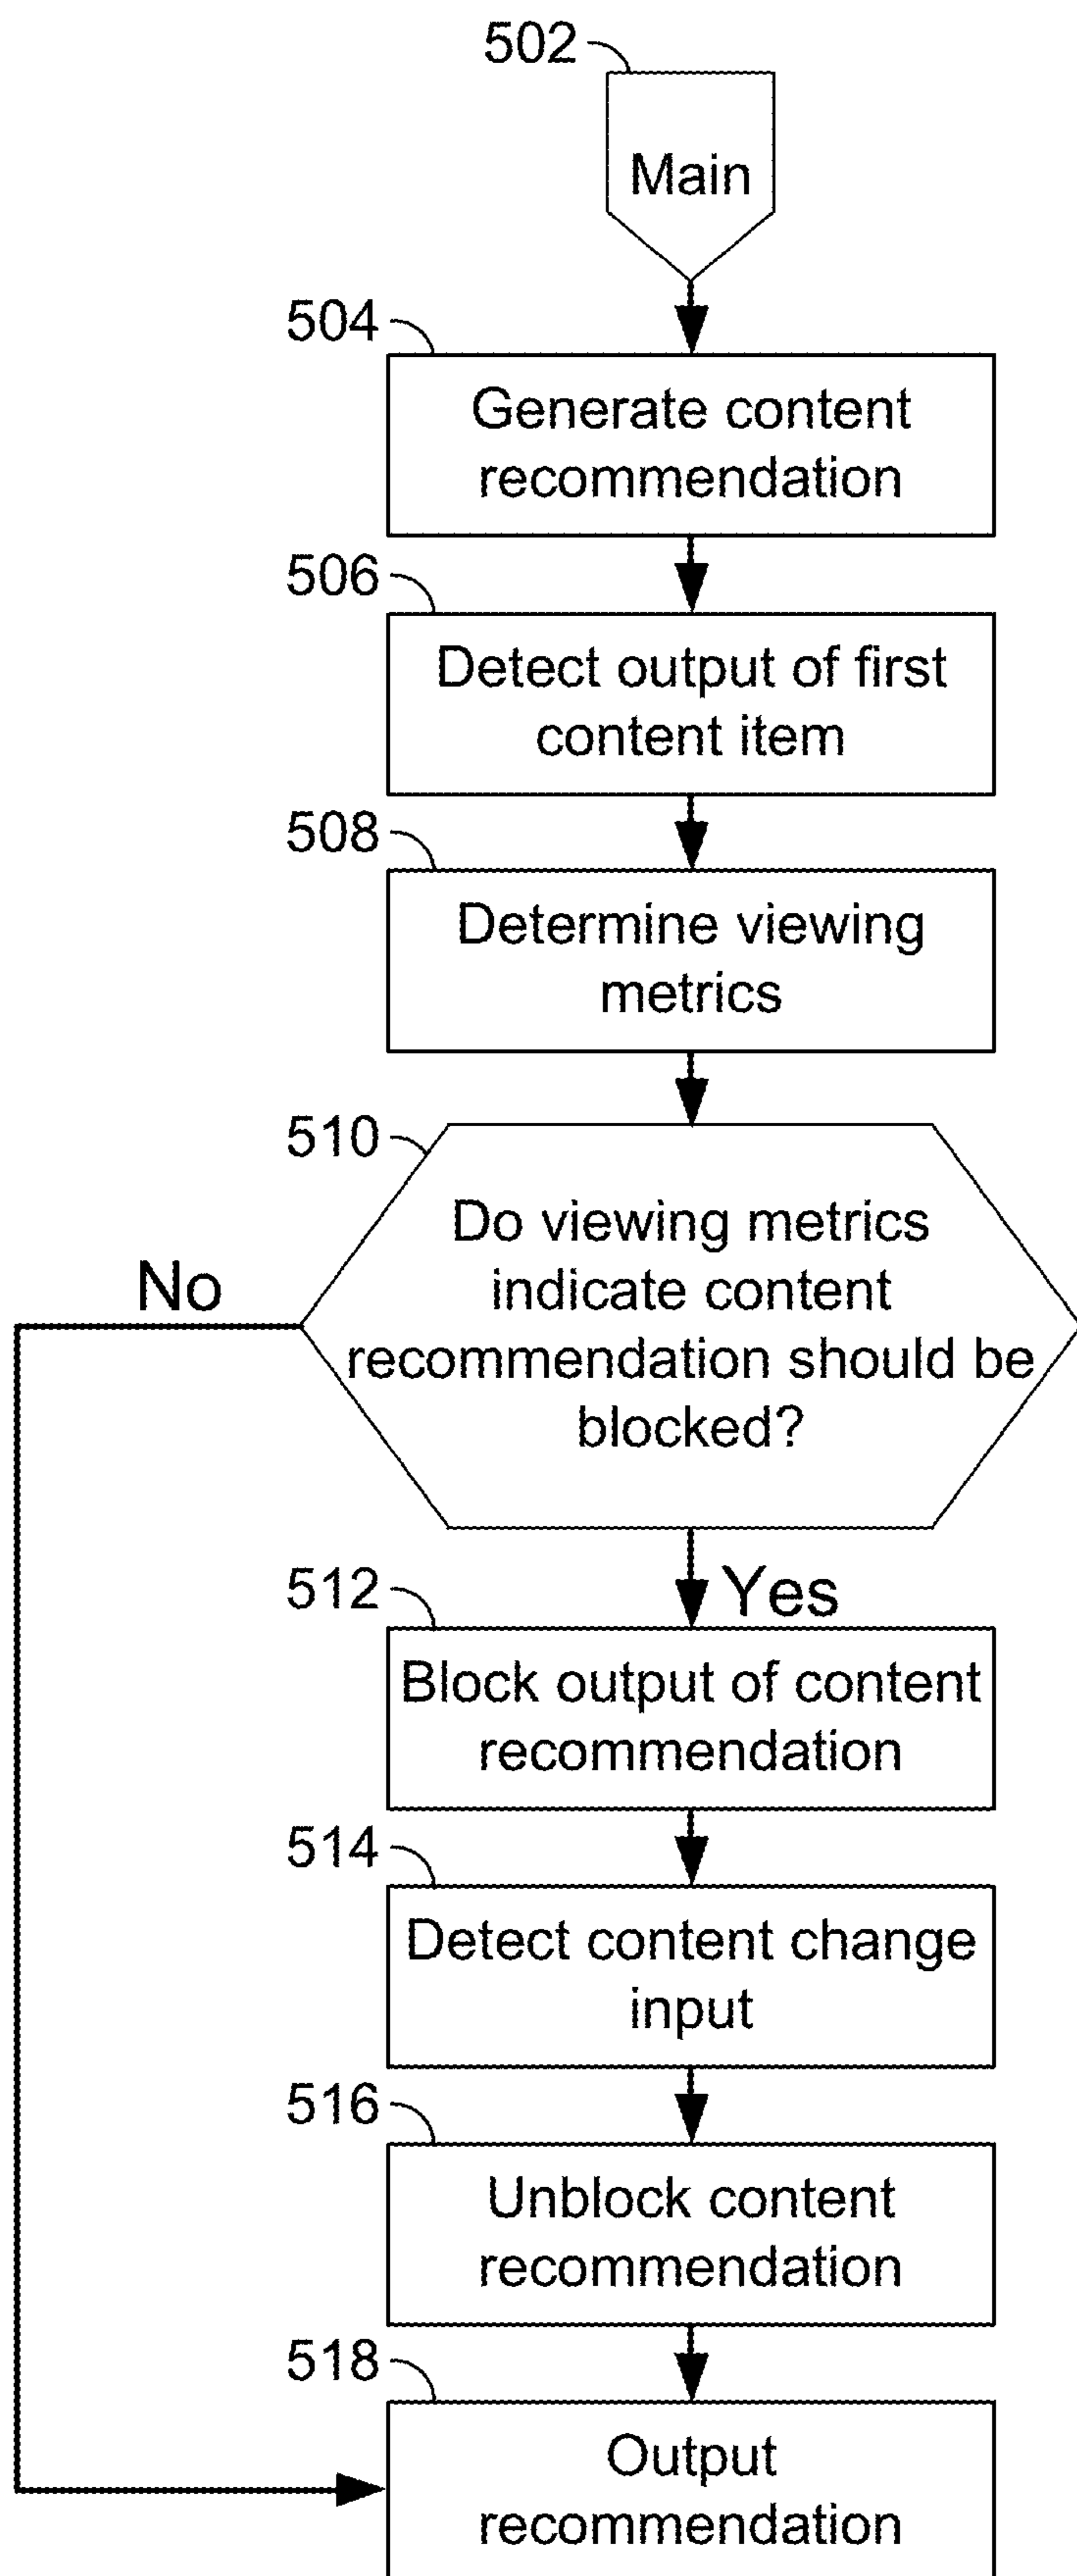 502
Main
504
Generate content
recommendation
506
Detect output of first
content item
508
Determine viewing
metrics
510
Do viewing metrics
indicate content
recommendation should be
blocked?
No
Yes
512
Block output of content
recommendation
514
Detect content change
input
516
Unblock content
recommendation
518
Output
recommendation